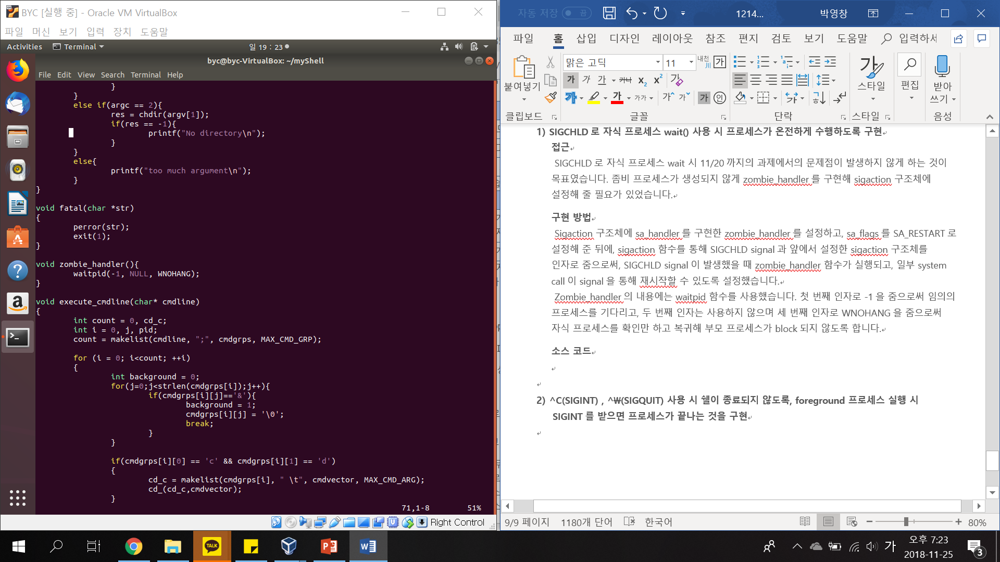 BYC [실행 중] - Oracle VM VirtualBox
파일 머신 보기 입력 장치 도움말
Activities Terminal 일 19 : 23
byc@byc-VirtualBox: ~/myShell
File Edit View Search Terminal Help
}
}
else if(argc == 2){
res = chdir(argv[1]);
if(res == -1){
printf("No directory\n");
}
}
else{
printf("too much argument\n");
}
}
void fatal(char *str)
{
perror(str);
exit(1);
}
void zombie_handler(){
waitpid(-1, NULL, WNOHANG);
}
void execute_cmdline(char* cmdline)
{
int count = 0, cd_c;
int i = 0, j, pid;
count = makelist(cmdline, ";", cmdgrps, MAX_CMD_GRP);
for (i = 0; i<count; ++i)
{
int background = 0;
for(j=0;j<strlen(cmdgrps[i]);j++){
if(cmdgrps[i][j]=='&'){
background = 1;
cmdgrps[i][j] = '\0';
break;
}
}
if(cmdgrps[i][0] == 'c' && cmdgrps[i][1] == 'd')
{
cd_c = makelist(cmdgrps[i], " \t", cmdvector, MAX_CMD_ARG);
cd_(cd_c,cmdvector);
}
71,1-8 51%
Right Control
자동 저장 끔 1214... 박영창
파일 홈 삽입 디자인 레이아웃 참조 편지 검토 보기 도움말 입력하세
붙여넣기 맑은 고딕 11 스타일 편집 받아
쓰기
클립보드 글꼴 단락 스타일 음성
1) SIGCHLD 로 자식 프로세스 wait() 사용 시 프로세스가 온전하게 수행하도록 구현
접근
SIGCHLD 로 자식 프로세스 wait 시 11/20 까지의 과제에서의 문제점이 발생하지 않게 하는 것이
목표였습니다. 좀비 프로세스가 생성되지 않게 zombie_handler 를 구현해 sigaction 구조체에
설정해 줄 필요가 있었습니다.
구현 방법
Sigaction 구조체에 sa_handler 를 구현한 zombie_handler 를 설정하고, sa_flags 를 SA_RESTART 로
설정해 준 뒤에, sigaction 함수를 통해 SIGCHLD signal 과 앞에서 설정한 sigaction 구조체를
인자로 줌으로써, SIGCHLD signal 이 발생했을 때 zombie_handler 함수가 실행되고, 일부 system
call 이 signal 을 통해 재시작할 수 있도록 설정했습니다.
Zombie_handler 의 내용에는 waitpid 함수를 사용했습니다. 첫 번째 인자로 -1 을 줌으로써 임의의
프로세스를 기다리고, 두 번째 인자는 사용하지 않으며 세 번째 인자로 WNOHANG 을 줌으로써
자식 프로세스를 확인만 하고 복귀해 부모 프로세스가 block 되지 않도록 합니다.
소스 코드
2) ^C(SIGINT) , ^₩(SIGQUIT) 사용 시 쉘이 종료되지 않도록, foreground 프로세스 실행 시
SIGINT 를 받으면 프로세스가 끝나는 것을 구현
9/9 페이지 1180개 단어 한국어 80%
TALK
가 오후 7:23
2018-11-25
3